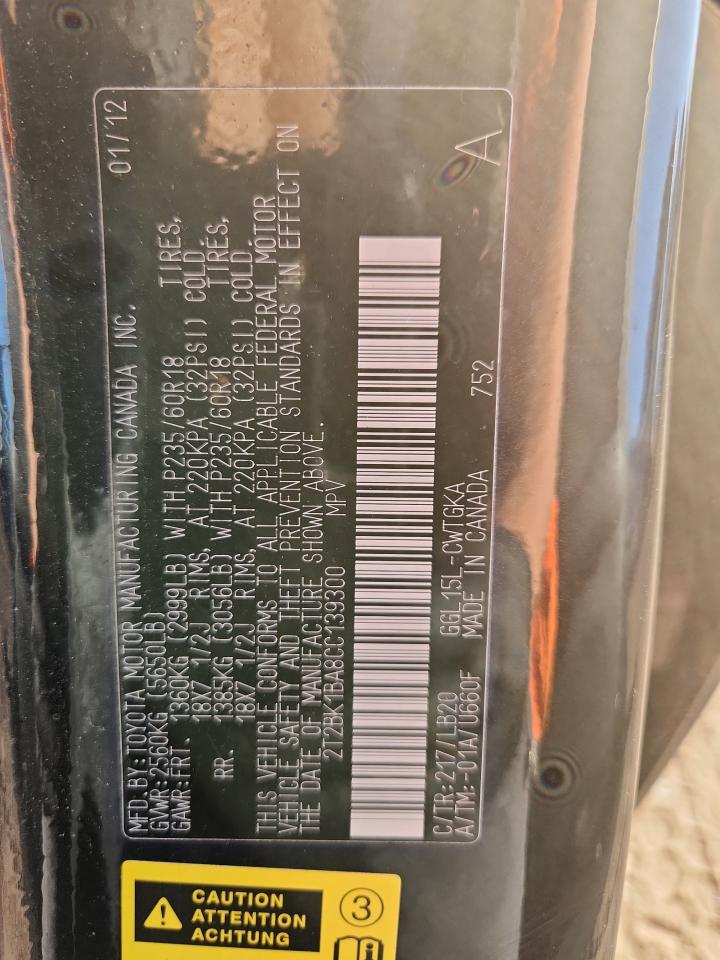 MFD.BY:TOYOTA MOTOR MANUFACTURING CANADA INC. 01/12
GVWR:2560KG (5650LB)
GAWR:FRT. 1360KG (2999LB) WITH P235/60R18 TIRES,
18X7 1/2J RIMS, AT 220KPA (32PSI) COLD.
RR. 1385KG (3056LB) WITH P235/60R18 TIRES,
18X7 1/2J RIMS, AT 220KPA (32PSI) COLD.
THIS VEHICLE CONFORMS TO ALL APPLICABLE FEDERAL MOTOR
VEHICLE SAFETY AND THEFT PREVENTION STANDARDS IN EFFECT ON
THE DATE OF MANUFACTURE SHOWN ABOVE.
2T2BK1BA8CC139300 MPV
C/TR:217/LB20 GGL15L-CWTGKA
A/TM:-01A/U660F MADE IN CANADA 752 A
CAUTION
ATTENTION
ACHTUNG
3